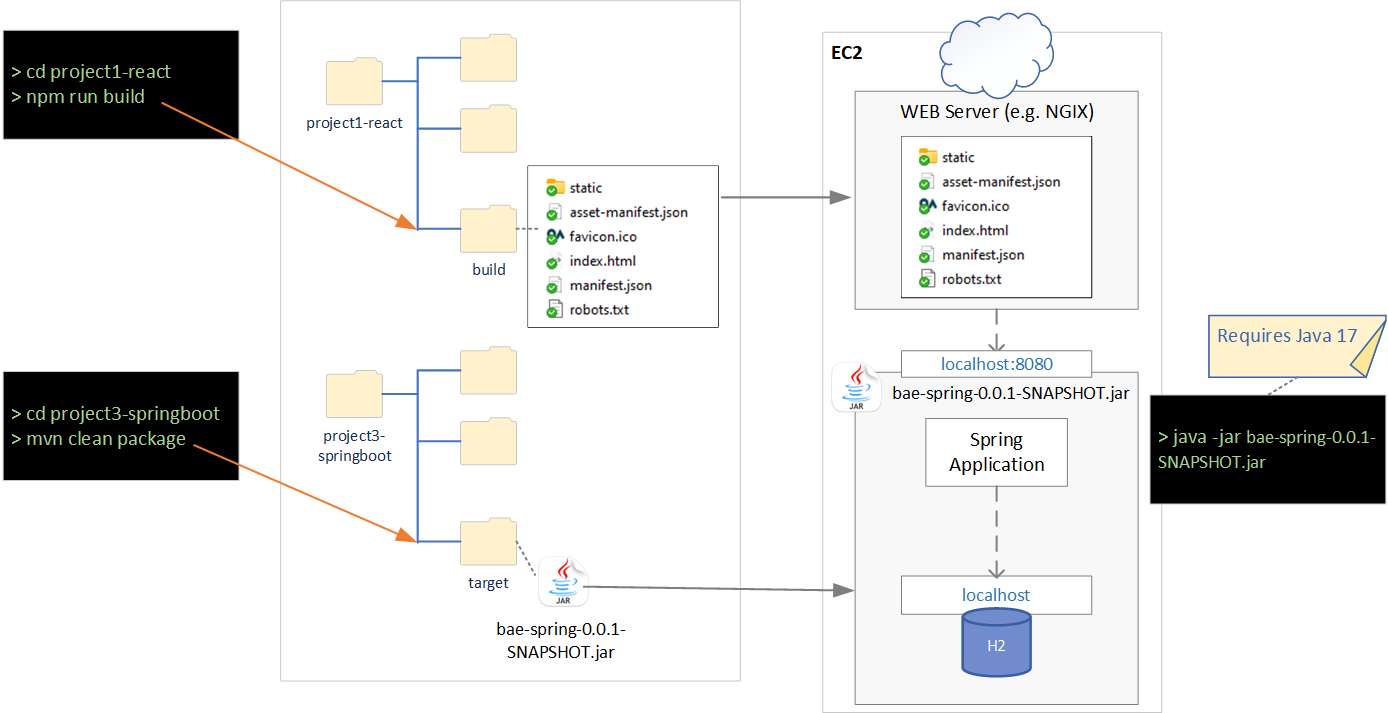 > cd project1-react
> npm run build
project1-react
build
static
asset-manifest.json
favicon.ico
index.html
manifest.json
robots.txt
> cd project3-springboot
> mvn clean package
project3-
springboot
target
JAR
bae-spring-0.0.1-
SNAPSHOT.jar
EC2
WEB Server (e.g. NGIX)
static
asset-manifest.json
favicon.ico
index.html
manifest.json
robots.txt
localhost:8080
JAR
bae-spring-0.0.1-SNAPSHOT.jar
Spring
Application
localhost
H2
Requires Java 17
> java -jar bae-spring-0.0.1-
SNAPSHOT.jar